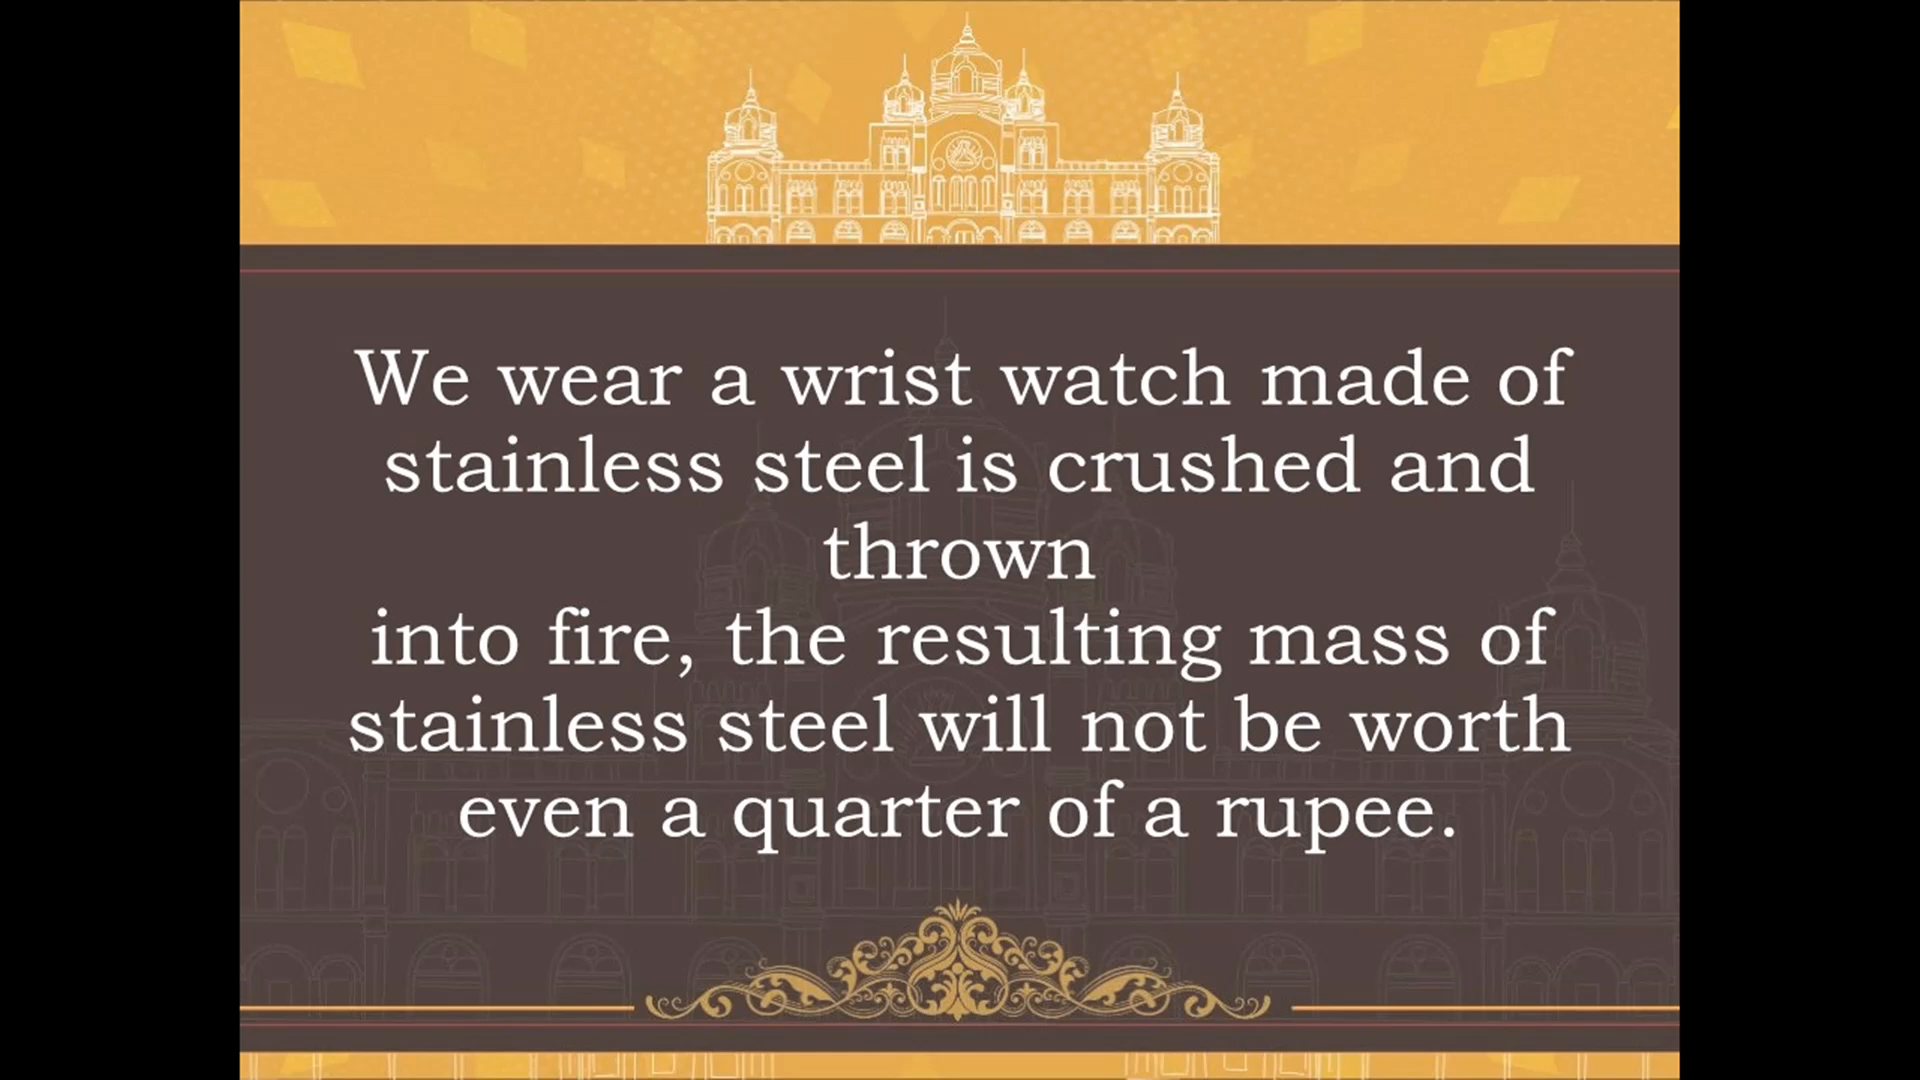 We wear a wrist watch made of
stainless steel is crushed and
thrown
into fire, the resulting mass of
stainless steel will not be worth
even a quarter of a rupee.